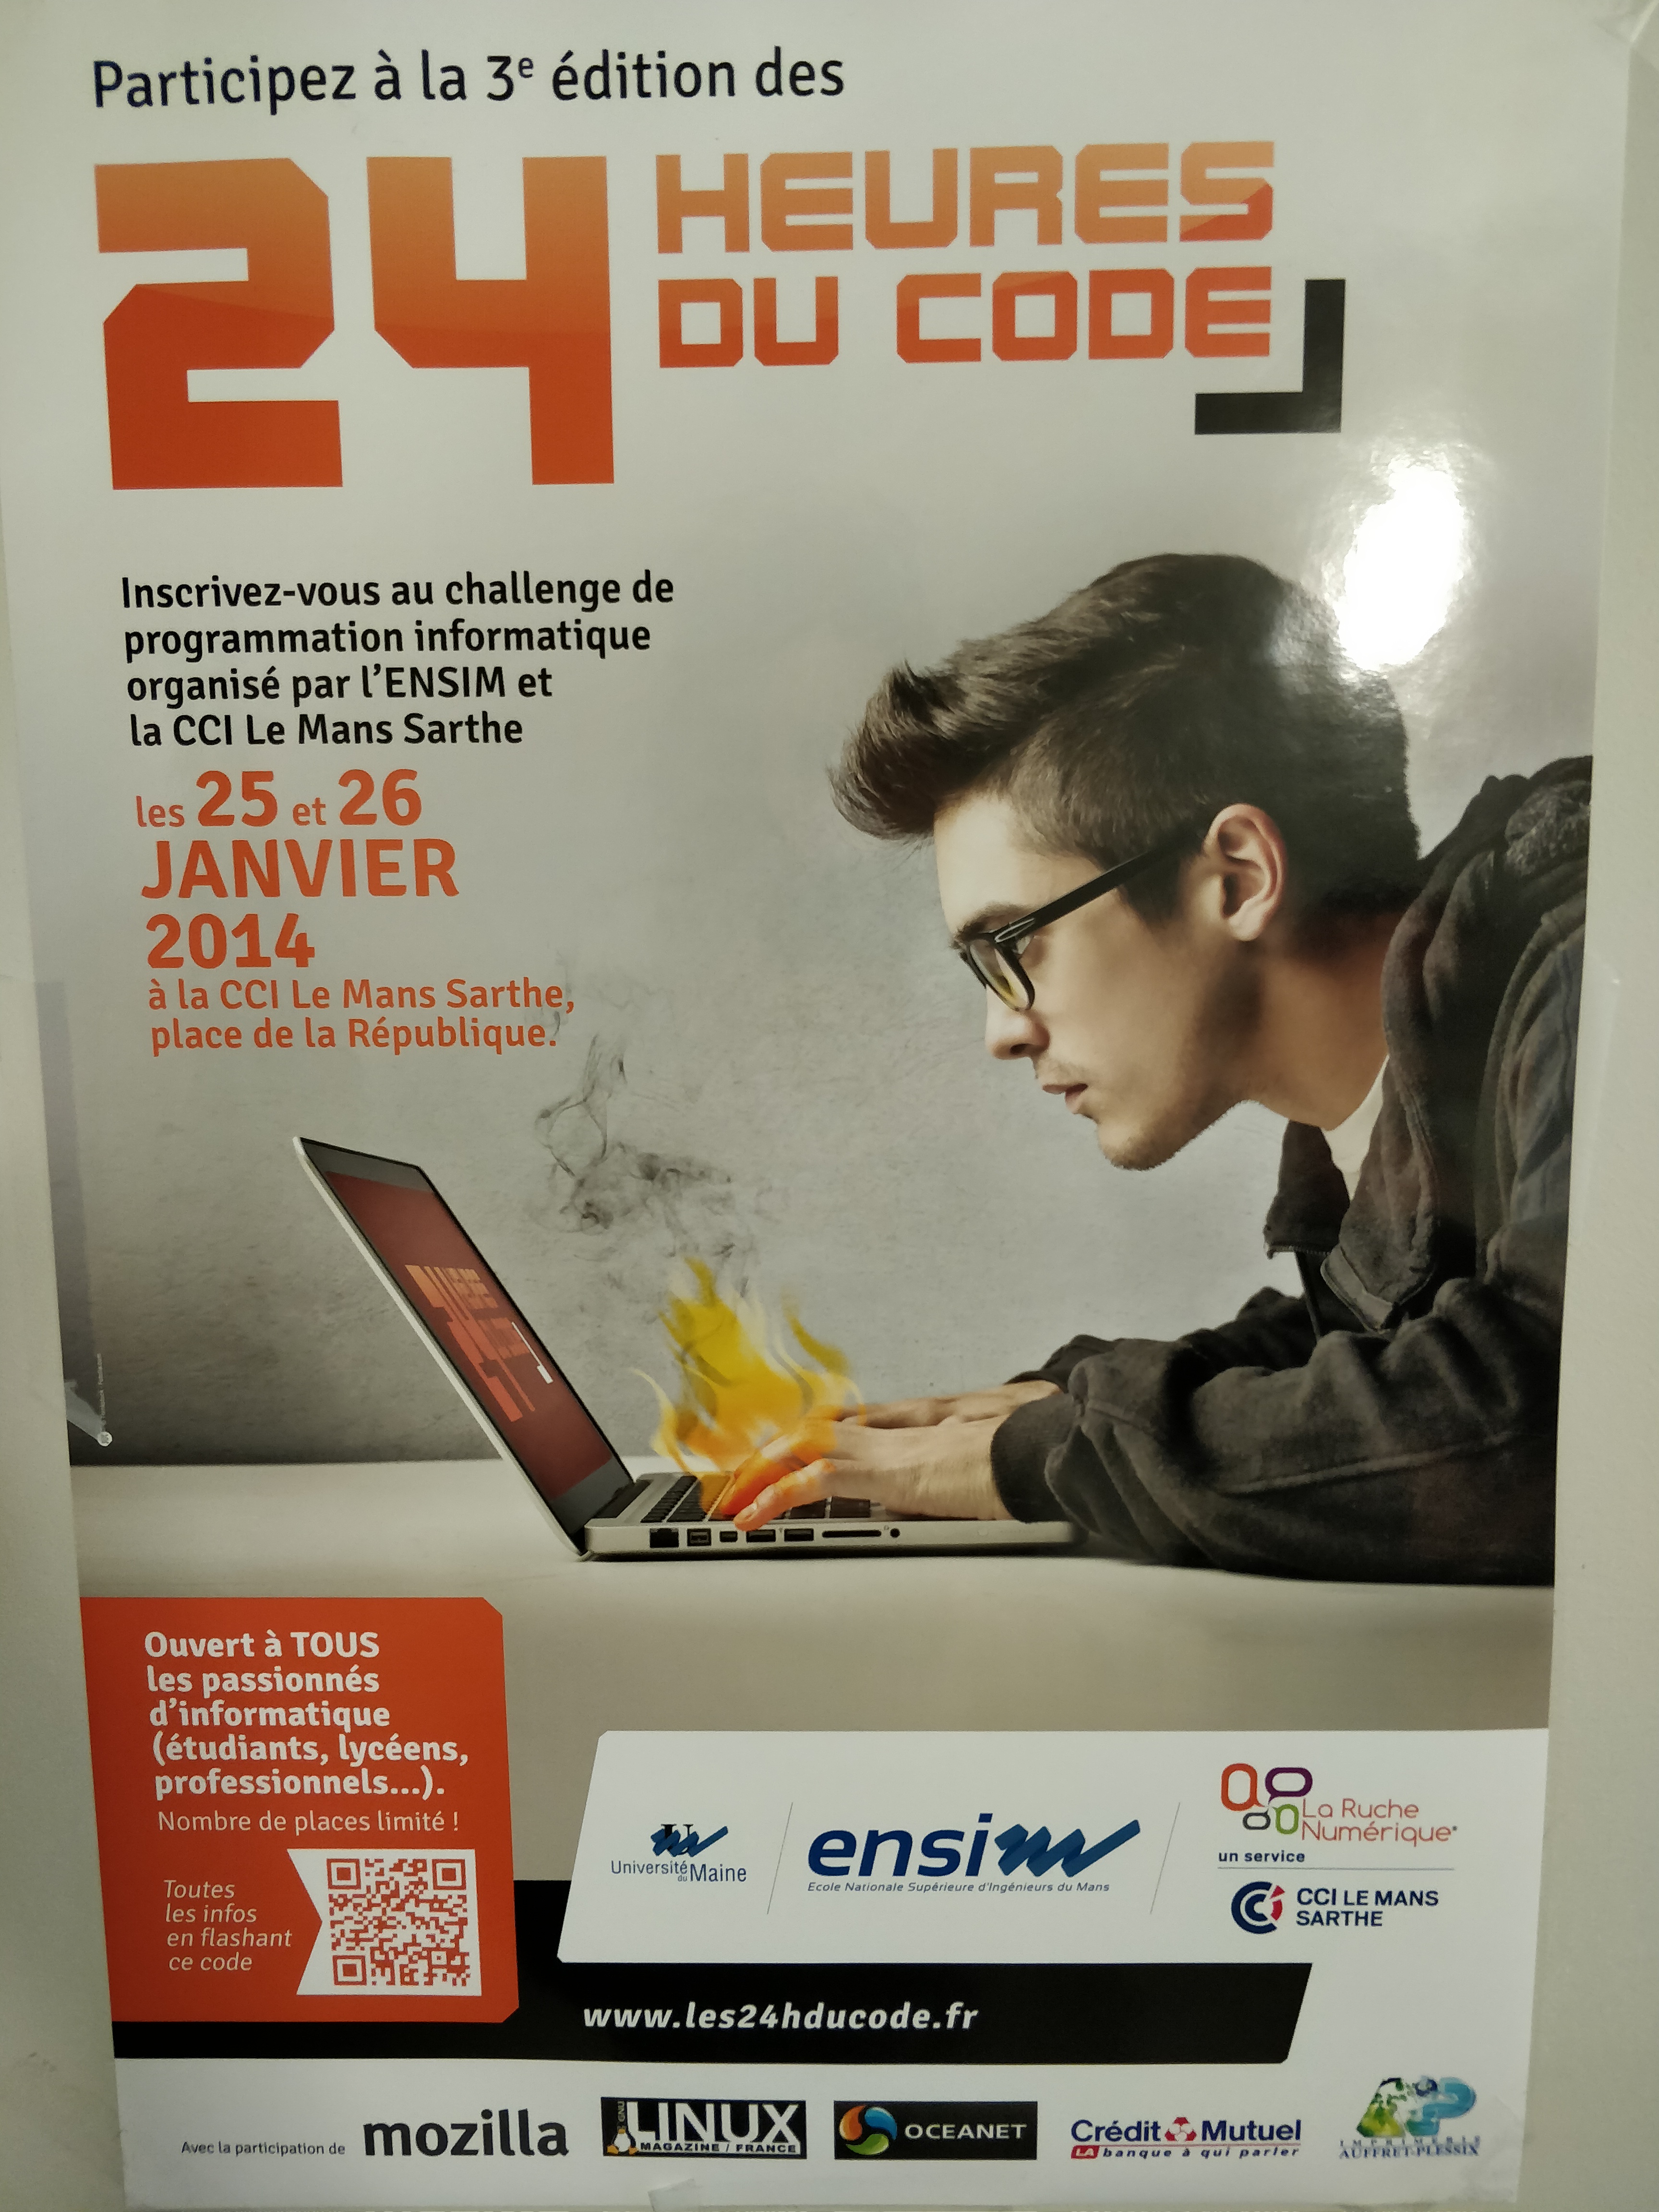 Participez à la 3e édition des
24 HEURES
DU CODE
Inscrivez-vous au challenge de
programmation informatique
organisé par l'ENSIM et
la CCI Le Mans Sarthe
les 25 et 26
JANVIER
2014
à la CCI Le Mans Sarthe,
place de la République.
Ouvert à TOUS
les passionnés
d'informatique
(étudiants, lycéens,
professionnels...).
Nombre de places limité !
Toutes
les infos
en flashant
ce code
Université
du Maine
ensim
Ecole Nationale Supérieure d'Ingénieurs du Mans
La Ruche
Numérique
un service
CCI LE MANS
SARTHE
www.les24hducode.fr
Avec la participation de
mozilla
GNU LINUX
MAGAZINE / FRANCE
OCEANET
Crédit Mutuel
LA banque à qui parler
IMPRIMERIE
AUFFRET-PLESSIX